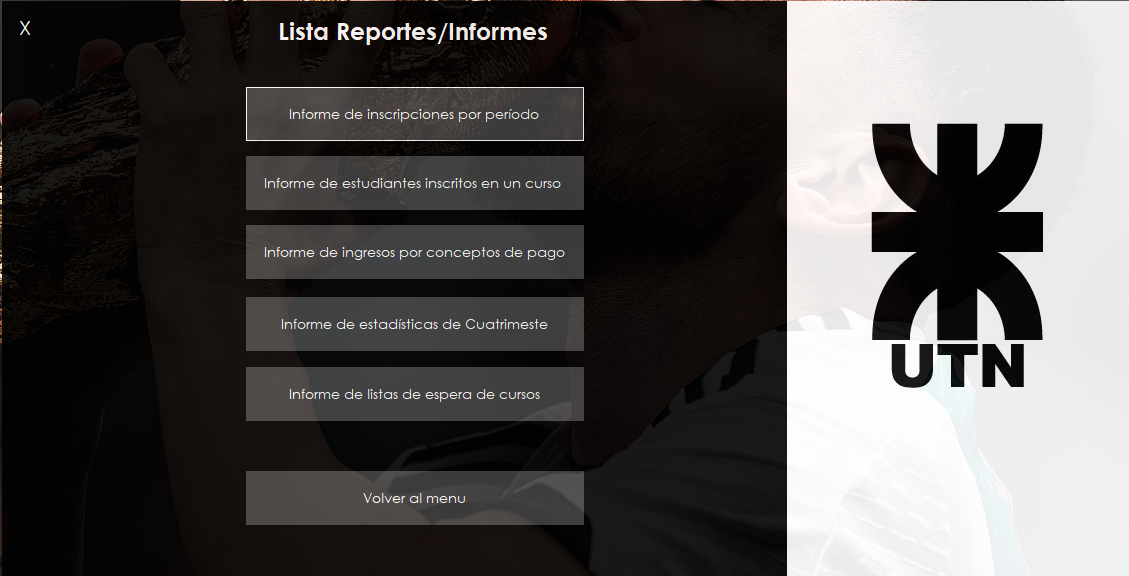 X
Lista Reportes/Informes
Informe de inscripciones por período
Informe de estudiantes inscritos en un curso
Informe de ingresos por conceptos de pago
Informe de estadísticas de Cuatrimeste
Informe de listas de espera de cursos
Volver al menu
UTN